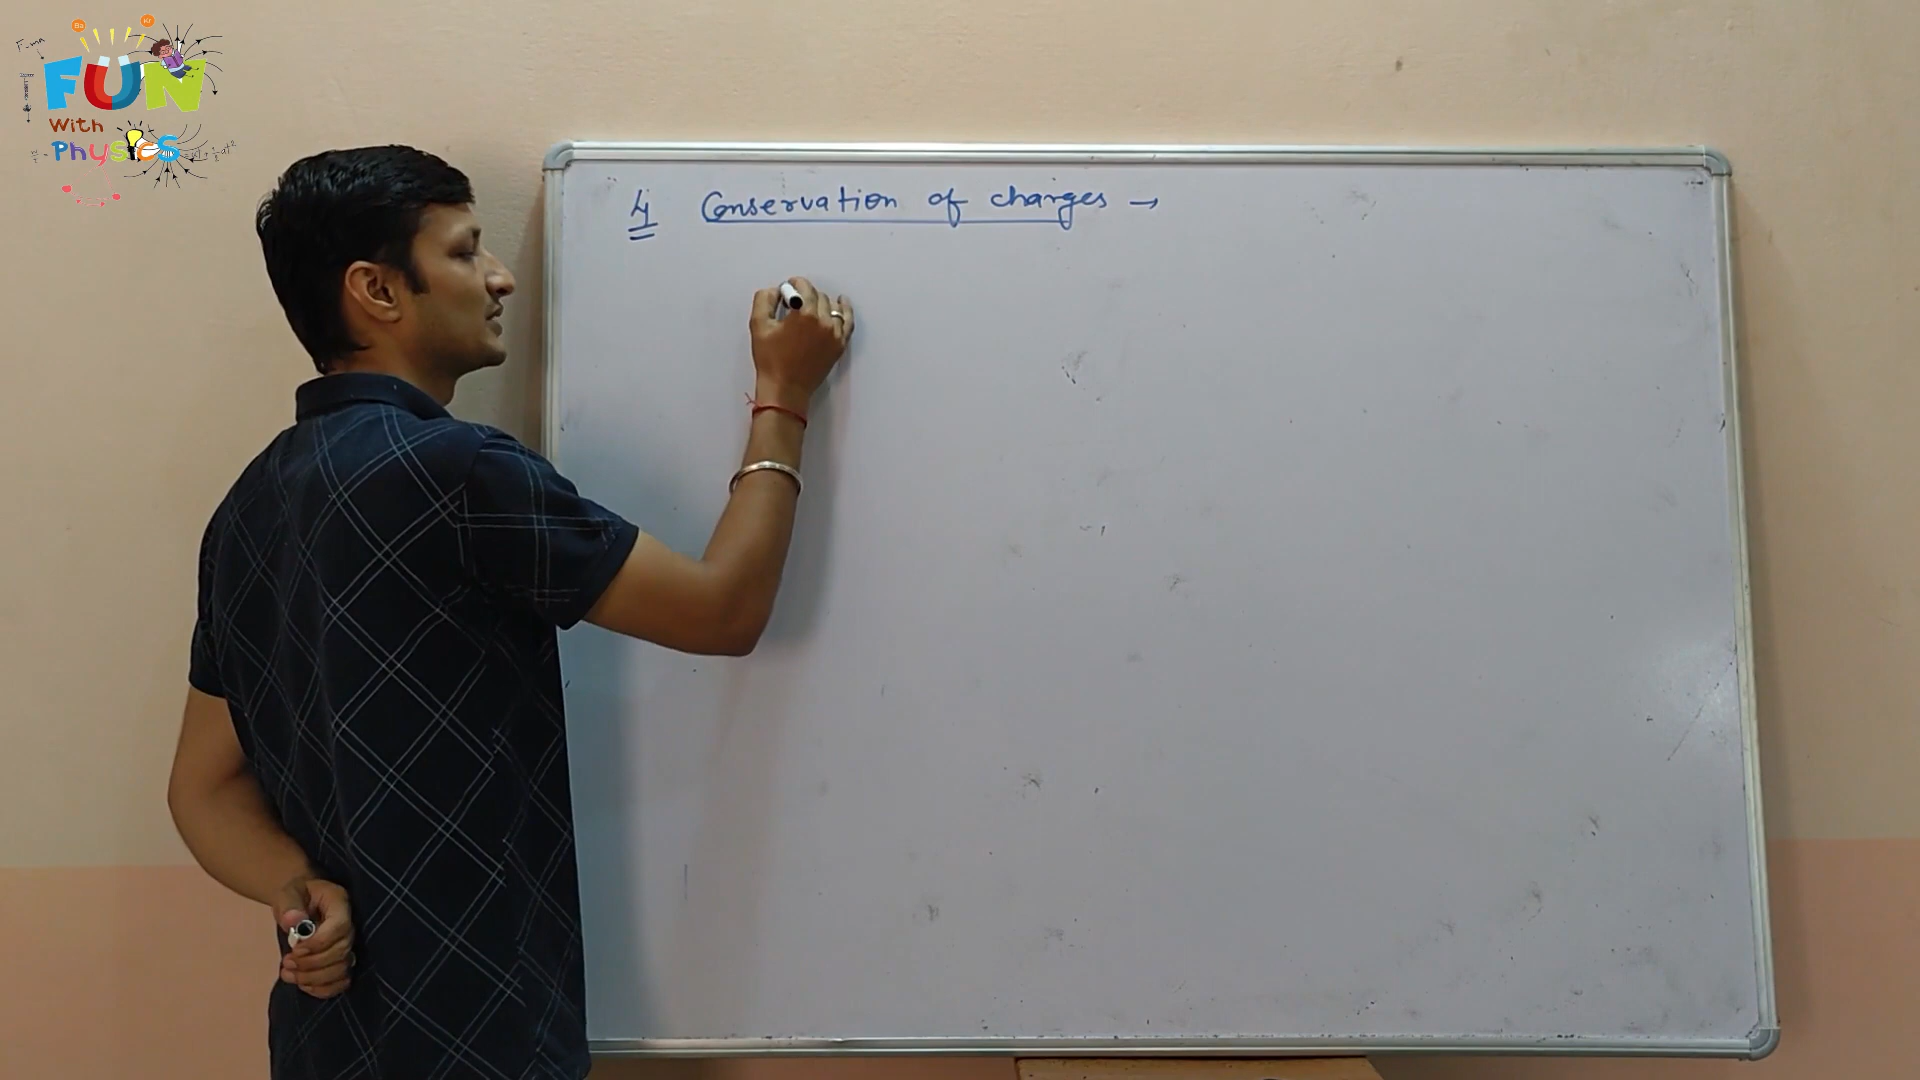 FUN
With
Physics
4 Conservation of charges →